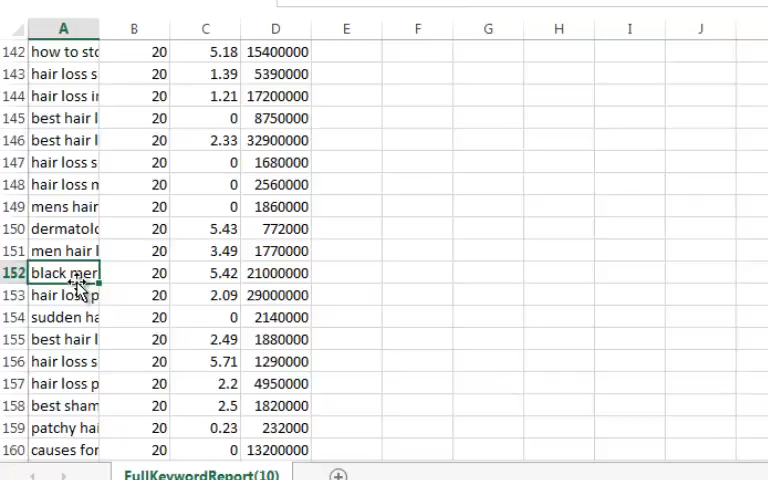 A B C D E F G H I J
142 how to sto 20 5.18 15400000
143 hair loss s 20 1.39 5390000
144 hair loss in 20 1.21 17200000
145 best hair l 20 0 8750000
146 best hair l 20 2.33 32900000
147 hair loss s 20 0 1680000
148 hair loss m 20 0 2560000
149 mens hair 20 0 1860000
150 dermatolo 20 5.43 772000
151 men hair l 20 3.49 1770000
152 black mer 20 5.42 21000000
153 hair loss p 20 2.09 29000000
154 sudden ha 20 0 2140000
155 best hair l 20 2.49 1880000
156 hair loss s 20 5.71 1290000
157 hair loss p 20 2.2 4950000
158 best sham 20 2.5 1820000
159 patchy hai 20 0.23 232000
160 causes for 20 0 13200000
FullKeywordReport(10)